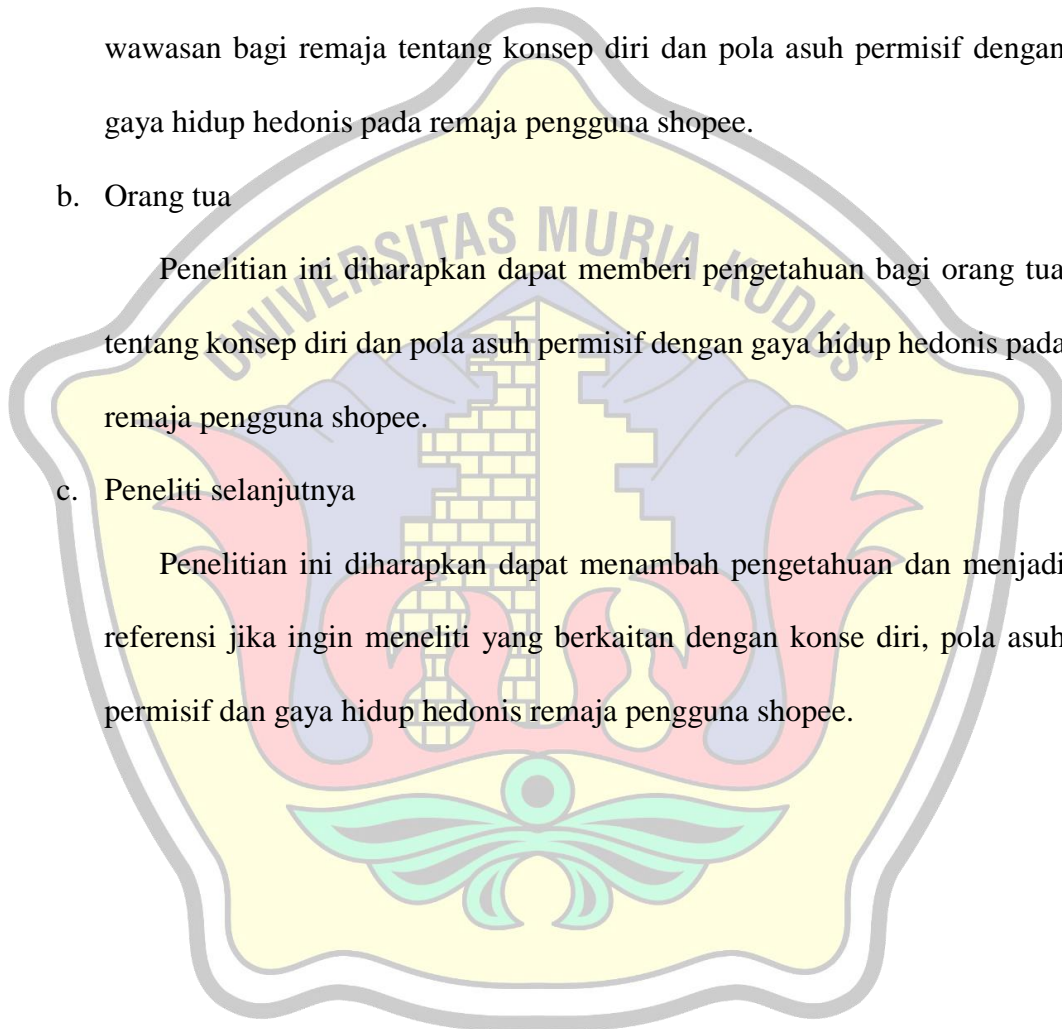 wawasan bagi remaja tentang konsep diri dan pola asuh permisif dengan
gaya hidup hedonis pada remaja pengguna shopee.
b. Orang tua
UNIVERSITAS MURIA KUDUS
Penelitian ini diharapkan dapat memberi pengetahuan bagi orang tua
tentang konsep diri dan pola asuh permisif dengan gaya hidup hedonis pada
remaja pengguna shopee.
c. Peneliti selanjutnya
Penelitian ini diharapkan dapat menambah pengetahuan dan menjadi
referensi jika ingin meneliti yang berkaitan dengan konse diri, pola asuh
permisif dan gaya hidup hedonis remaja pengguna shopee.